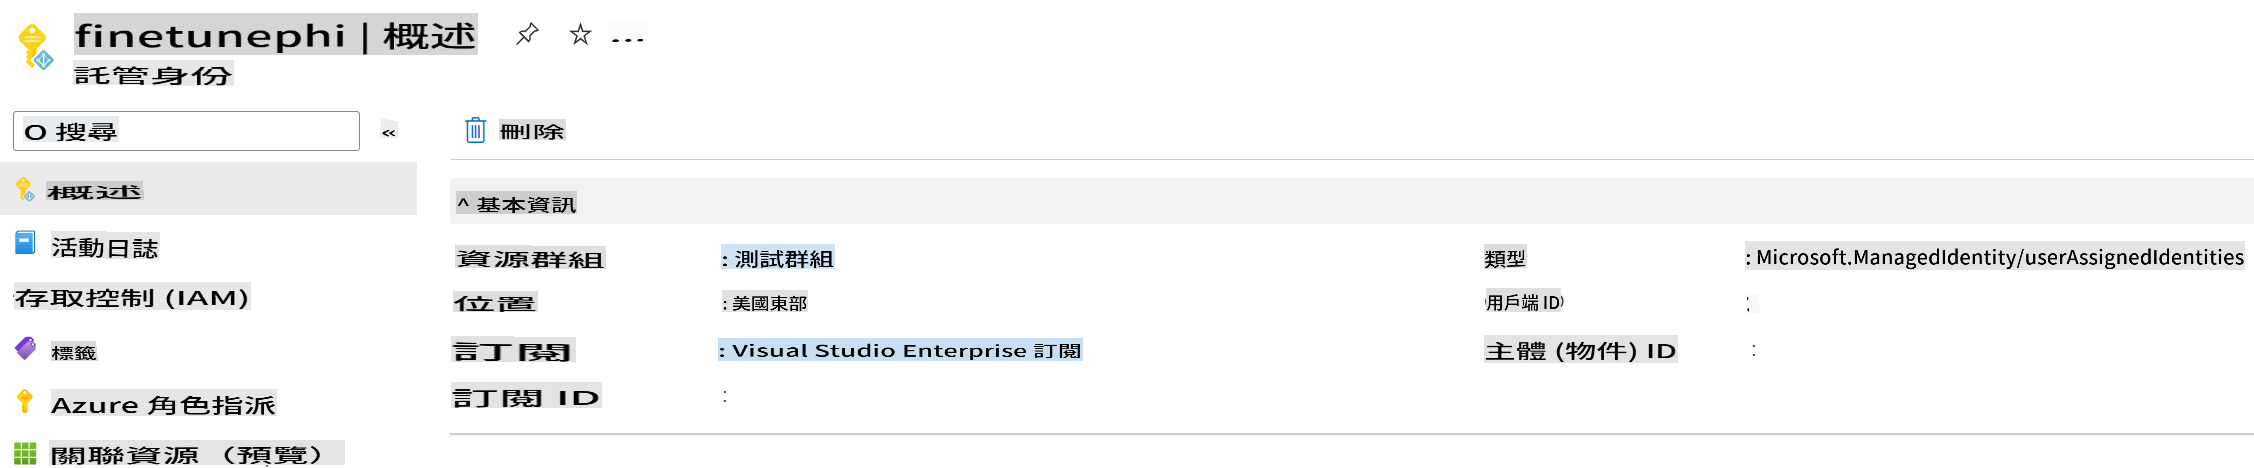 finetunephi | 概述
託管身份
搜尋
«
刪除
概述
^ 基本資訊
活動日誌
資源群組 : 測試群組
類型 : Microsoft.ManagedIdentity/userAssignedIdentities
存取控制 (IAM)
位置 : 美國東部
用戶端 ID :
標籤
訂閱 : Visual Studio Enterprise 訂閱
主體 (物件) ID :
Azure 角色指派
訂閱 ID :
關聯資源 （預覽）